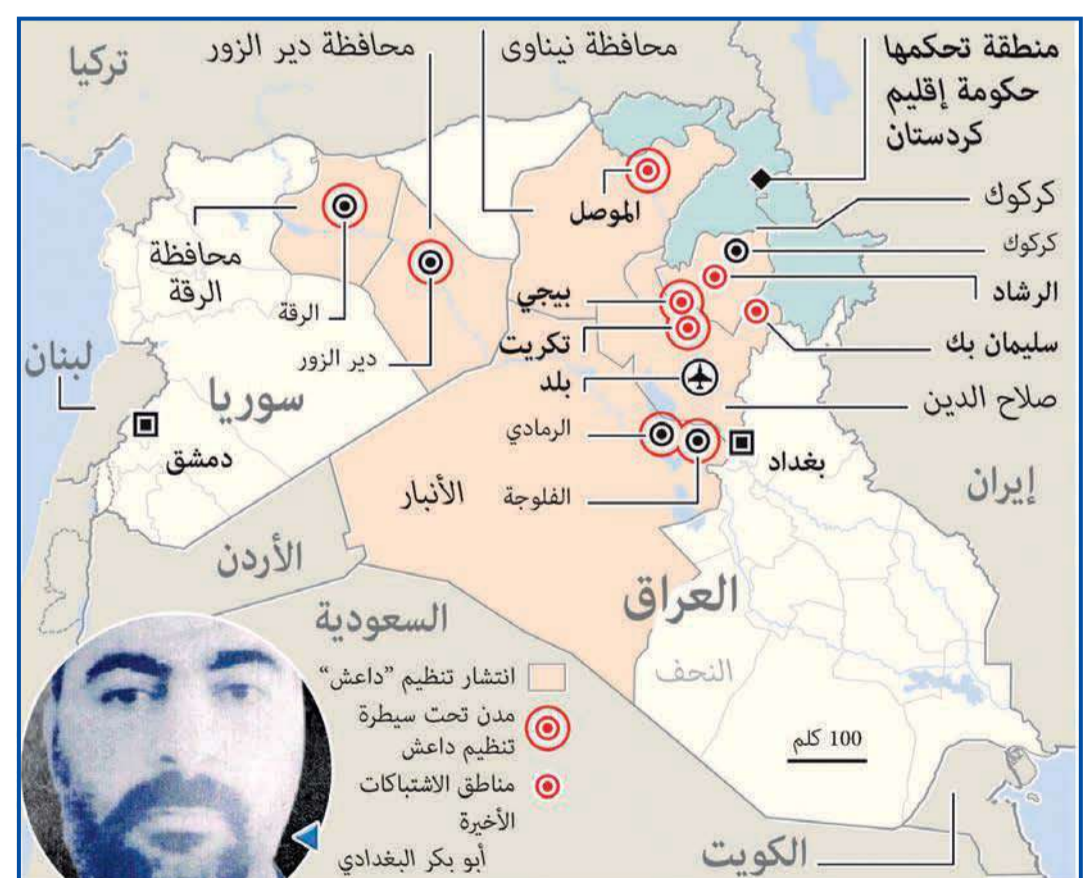 منطقة تحكمها
حكومة إقليم
كردستان
محافظة نيناوى
محافظة دير الزور
تركيا
كركوك
كركوك
الموصل
محافظة
الرقة
الرقة
الرشاد
بيجي
دير الزور
سليمان بك
تكريت
لبنان
بلد
سوريا
صلاح الدين
الرمادي
دمشق
بغداد
إيران
الفلوجة
الأنبار
الأردن
العراق
السعودية
النحف
انتشار تنظيم "داعش"
مدن تحت سيطرة
تنظيم داعش
100 كلم
مناطق الاشتباكات
الأخيرة
أبو بكر البغدادي
الكويت